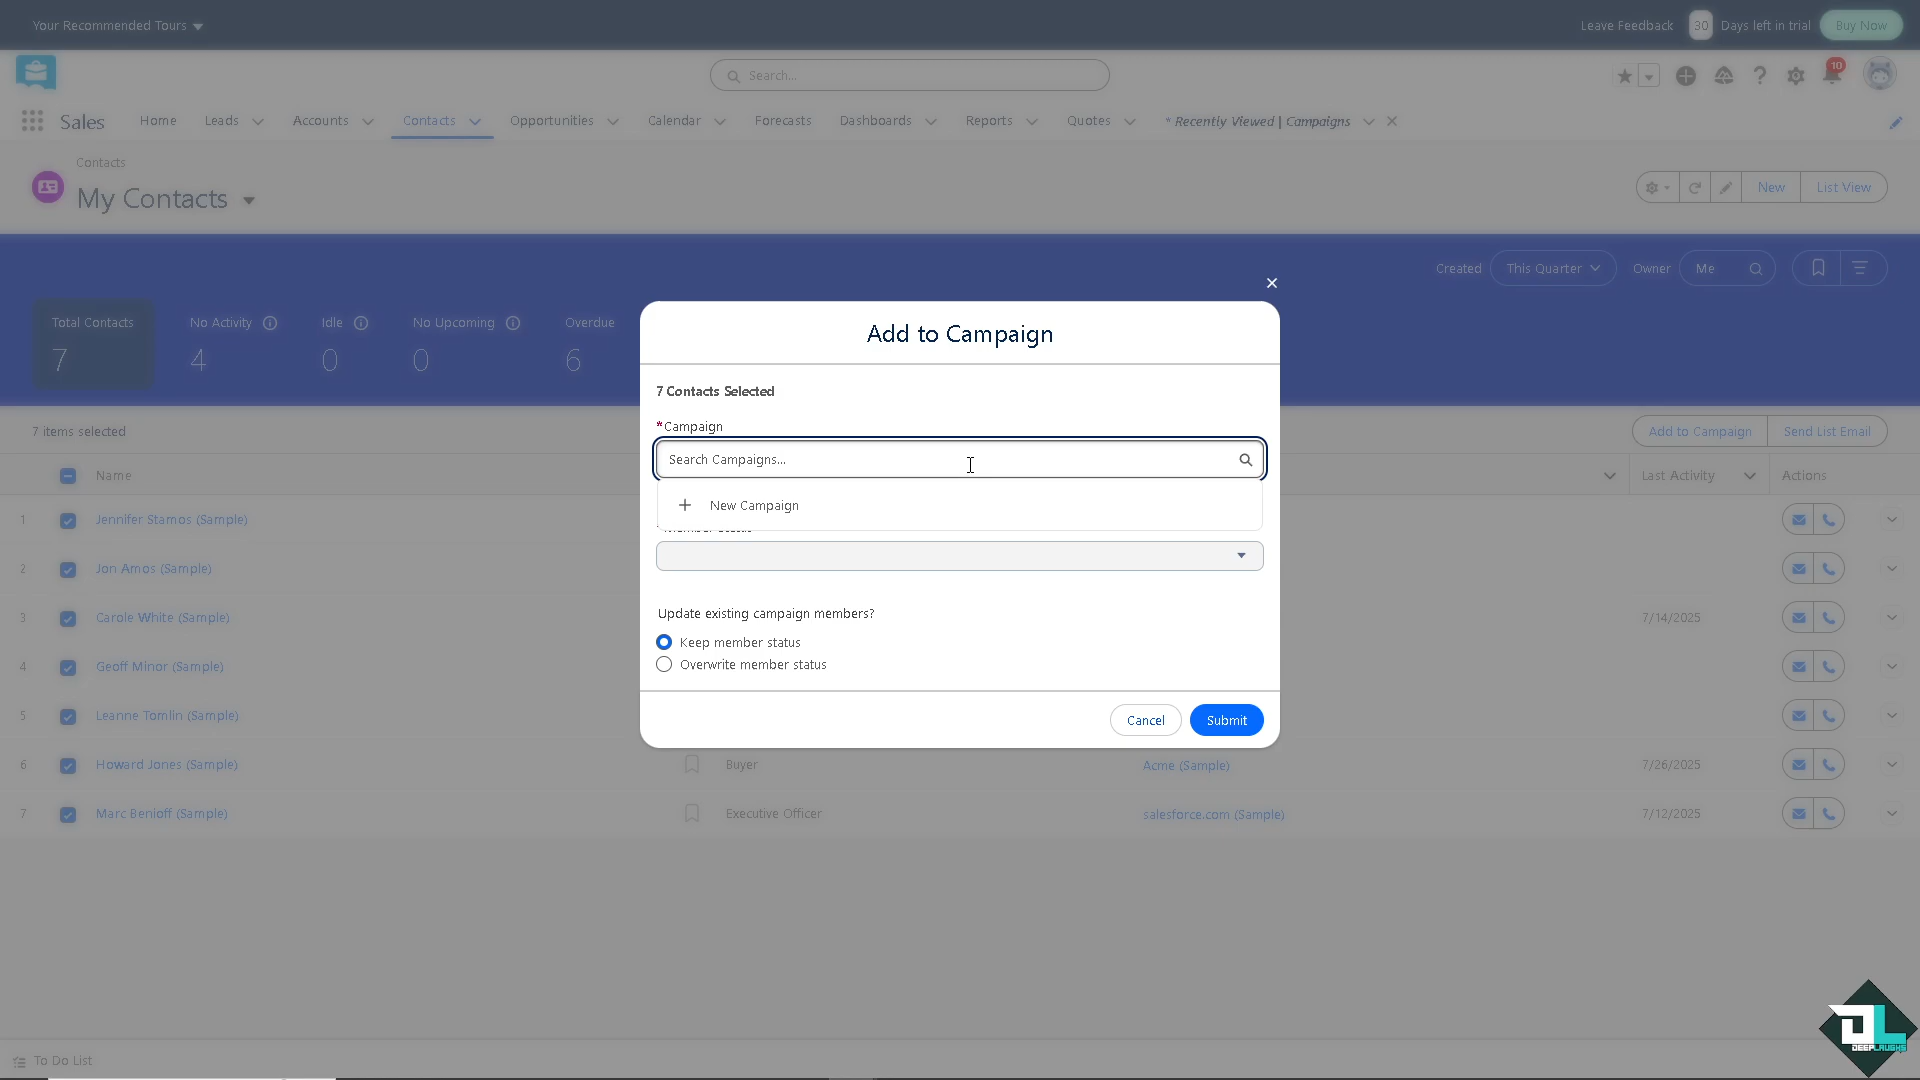 Your Recommended Tours
Leave Feedback
30
Days left in trial
Buy Now
Search...
10
Sales
Home
Leads
Accounts
Contacts
Opportunities
Calendar
Forecasts
Dashboards
Reports
Quotes
* Recently Viewed | Campaigns
Contacts
My Contacts
New
List View
Created
This Quarter
Owner
Me
Total Contacts
7
No Activity
4
Idle
0
No Upcoming
0
Overdue
6
Add to Campaign
7 Contacts Selected
*Campaign
Search Campaigns...
New Campaign
Update existing campaign members?
Keep member status
Overwrite member status
Cancel
Submit
7 items selected
Add to Campaign
Send List Email
Name
Last Activity
Actions
1 Jennifer Stamos (Sample)
2 Jon Amos (Sample)
3 Carole White (Sample) 7/14/2025
4 Geoff Minor (Sample)
5 Leanne Tomlin (Sample)
6 Howard Jones (Sample) Buyer Acme (Sample) 7/26/2025
7 Marc Benioff (Sample) Executive Officer salesforce.com (Sample) 7/12/2025
To Do List
DEEPLAUGHS